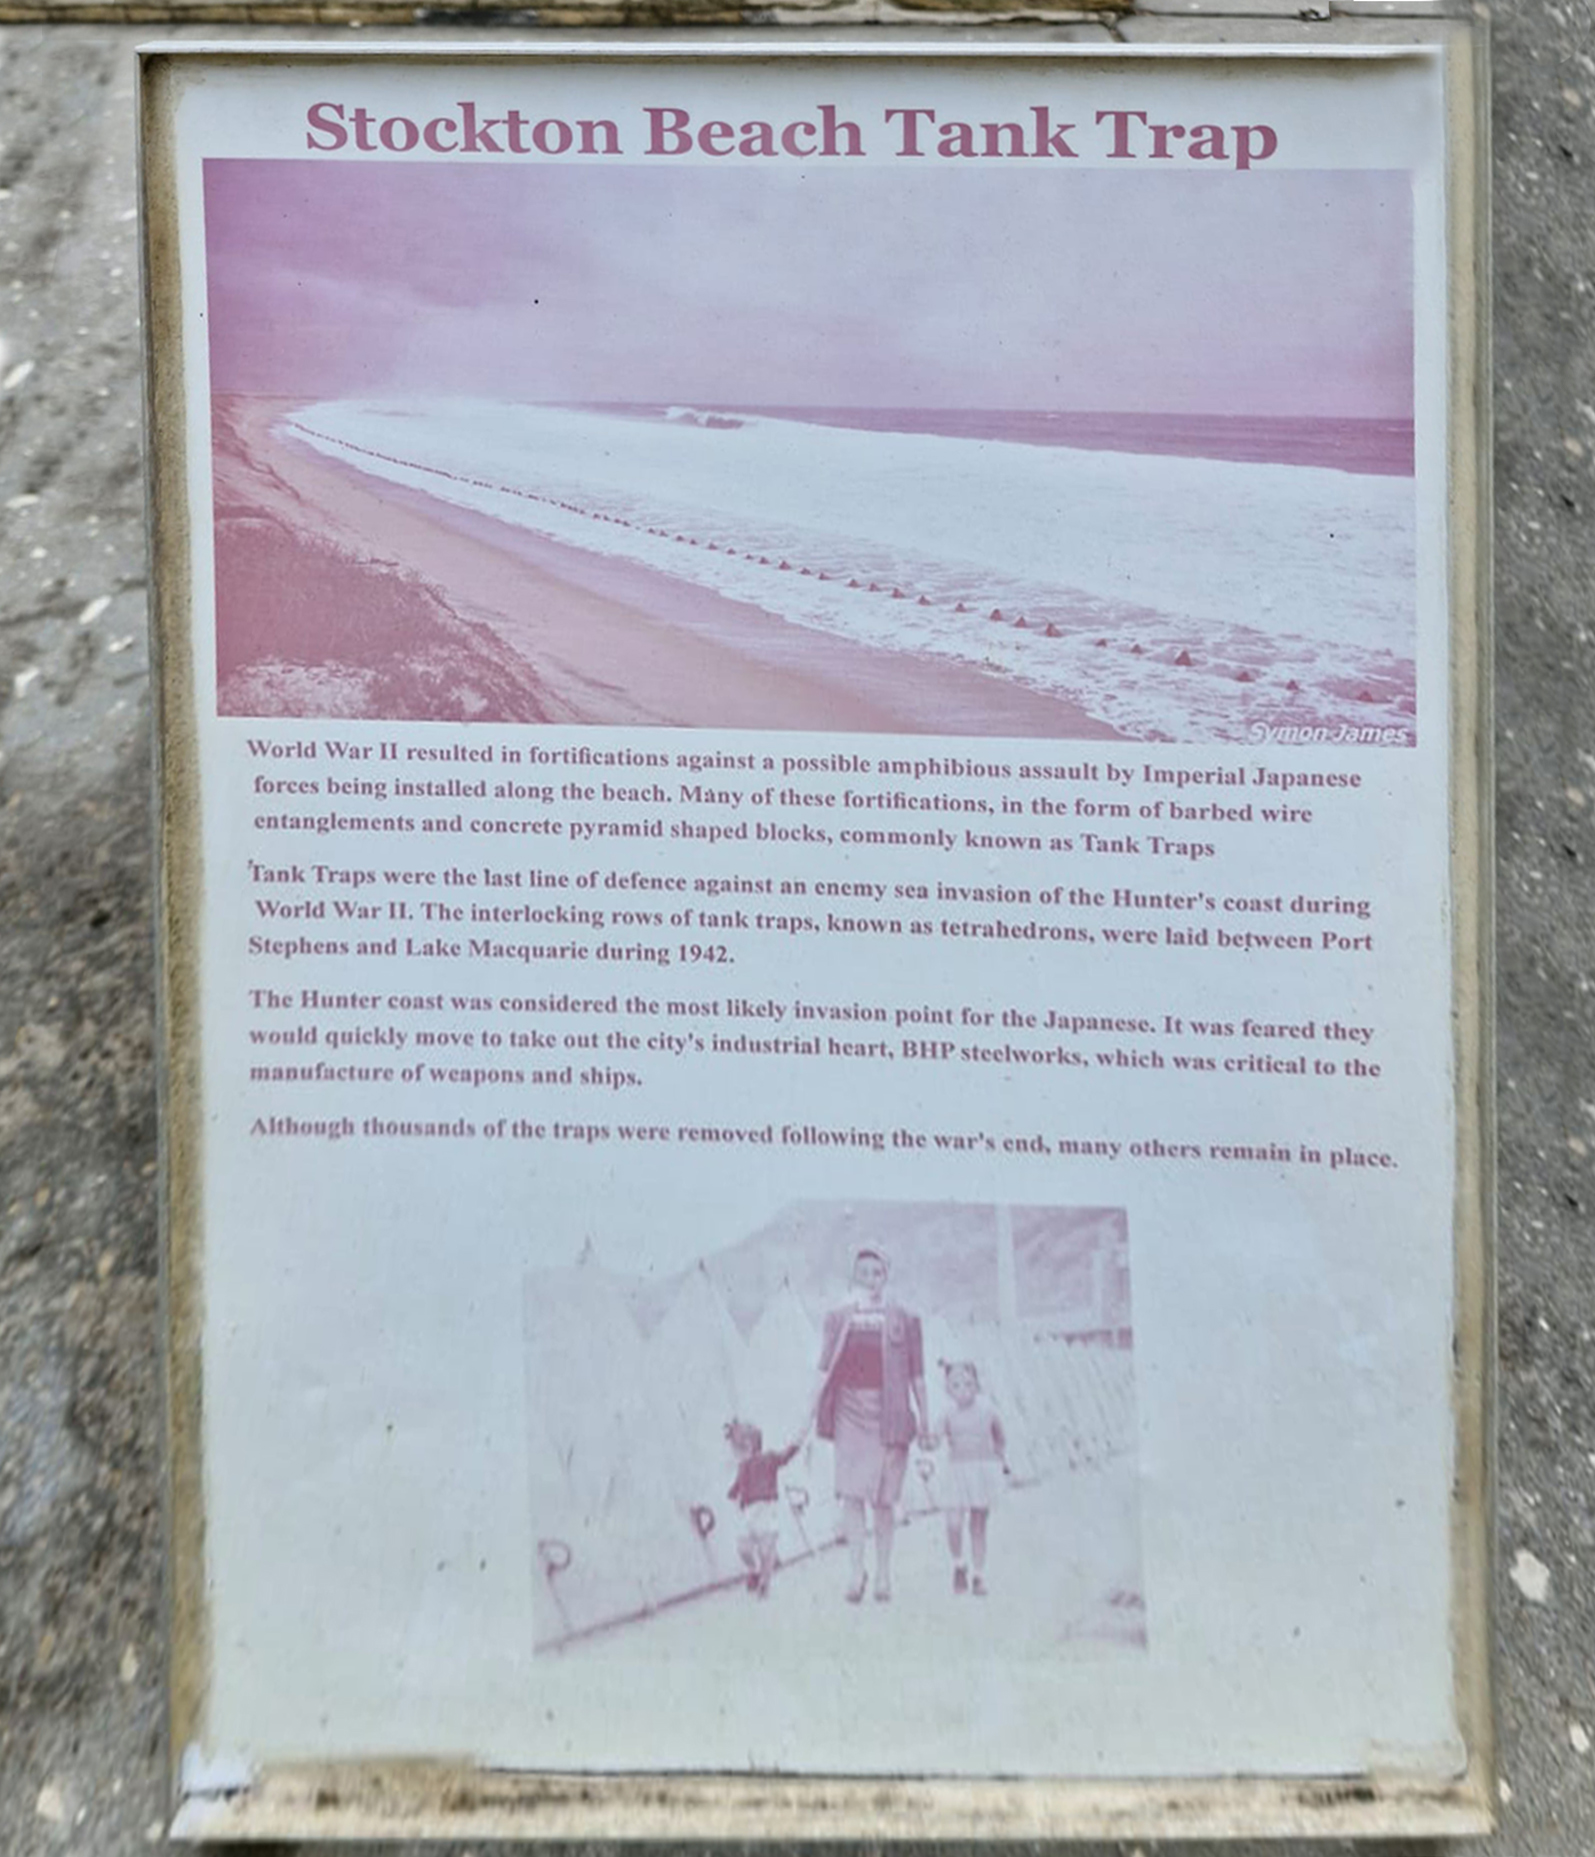 Stockton Beach Tank Trap
Symon James
World War II resulted in fortifications against a possible amphibious assault by Imperial Japanese
forces being installed along the beach. Many of these fortifications, in the form of barbed wire
entanglements and concrete pyramid shaped blocks, commonly known as Tank Traps
'Tank Traps were the last line of defence against an enemy sea invasion of the Hunter's coast during
World War II. The interlocking rows of tank traps, known as tetrahedrons, were laid between Port
Stephens and Lake Macquarie during 1942.
The Hunter coast was considered the most likely invasion point for the Japanese. It was feared they
would quickly move to take out the city's industrial heart, BHP steelworks, which was critical to the
manufacture of weapons and ships.
Although thousands of the traps were removed following the war's end, many others remain in place.